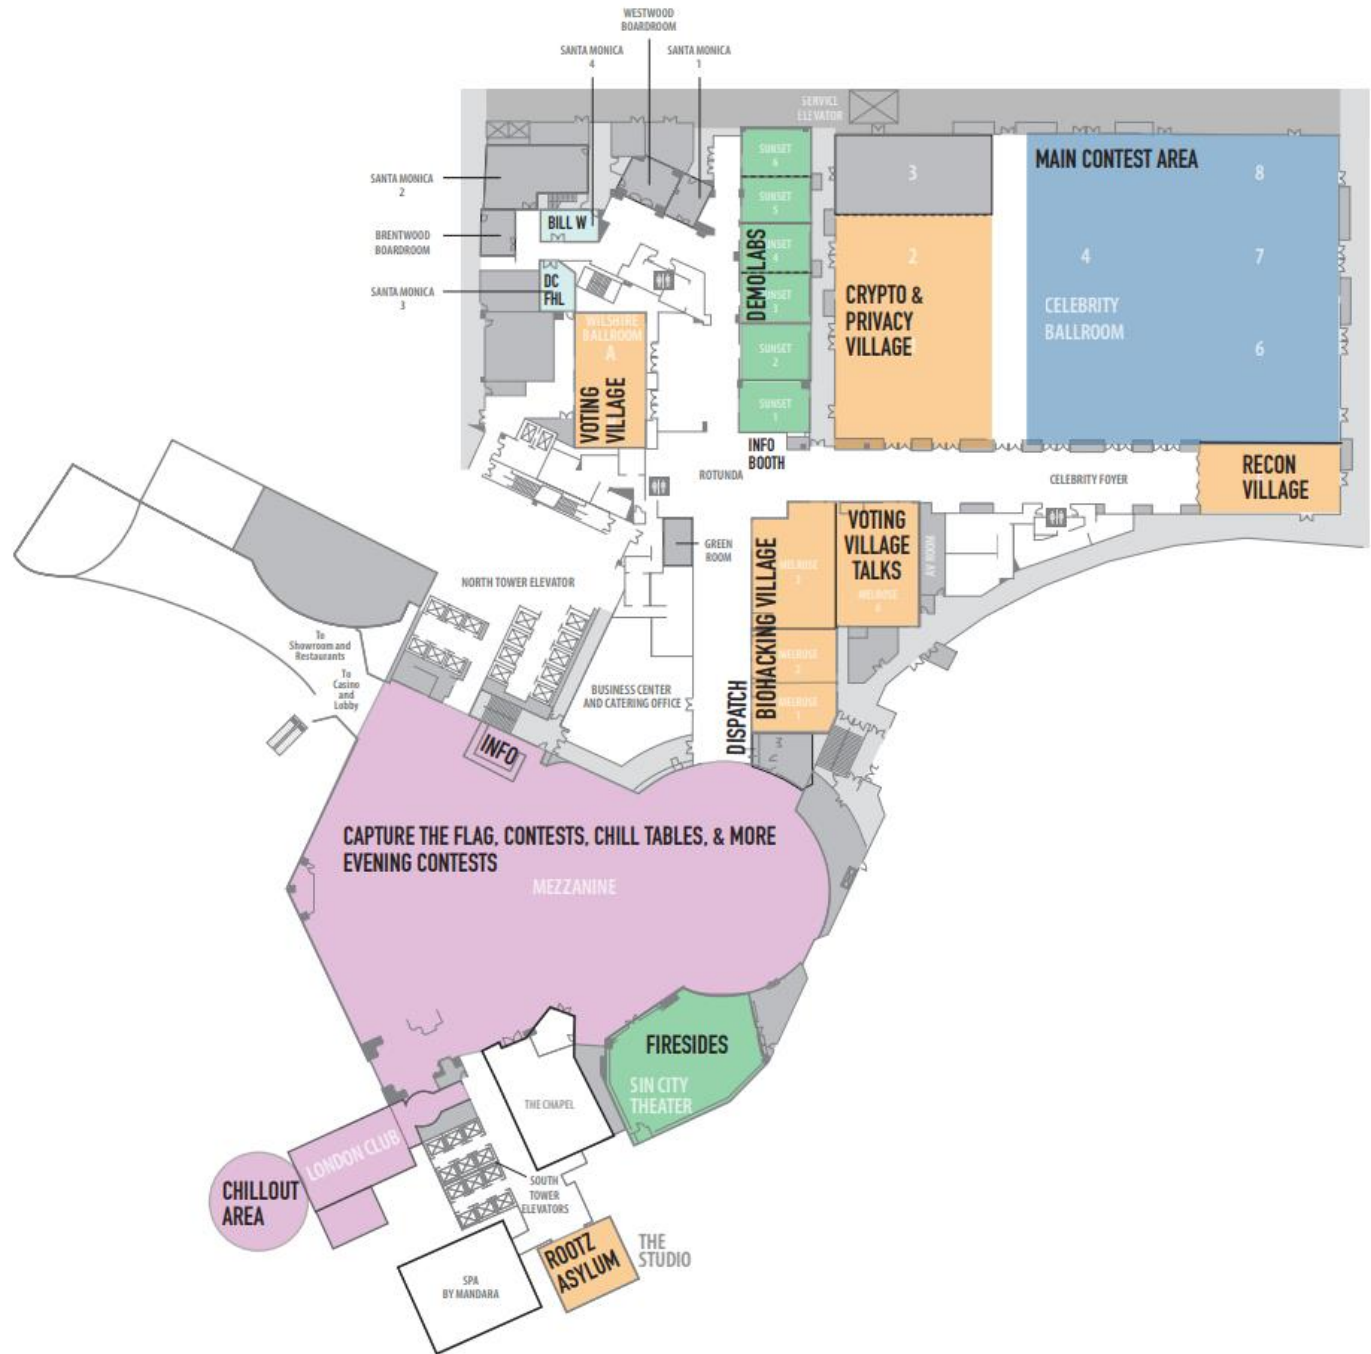 WESTWOOD
BOARDROOM
SANTA MONICA
4
SANTA MONICA
1
SERVICE
ELEVATOR
SANTA MONICA
2
BILL W
BRENTWOOD
BOARDROOM
SANTA MONICA
3
DC
FHL
WILSHIRE
BALLROOM
A
VOTING
VILLAGE
DEMO LABS
SUNSET
6
SUNSET
5
SUNSET
4
SUNSET
3
SUNSET
2
SUNSET
1
3
2
CRYPTO &
PRIVACY
VILLAGE
MAIN CONTEST AREA
8
4
7
CELEBRITY
BALLROOM
6
INFO
BOOTH
ROTUNDA
CELEBRITY FOYER
RECON
VILLAGE
GREEN
ROOM
BIOHACKING VILLAGE
MELROSE
3
MELROSE
2
MELROSE
1
VOTING
VILLAGE
TALKS
MELROSE
4
AV ROOM
NORTH TOWER ELEVATOR
To
Showroom and
Restaurants
To
Casino
and
Lobby
BUSINESS CENTER
AND CATERING OFFICE
DISPATCH
INFO
CAPTURE THE FLAG, CONTESTS, CHILL TABLES, & MORE
EVENING CONTESTS
MEZZANINE
FIRESIDES
SIN CITY
THEATER
THE CHAPEL
LONDON CLUB
CHILLOUT
AREA
SOUTH
TOWER
ELEVATORS
ROOTZ
ASYLUM
THE
STUDIO
SPA
BY MANDARA